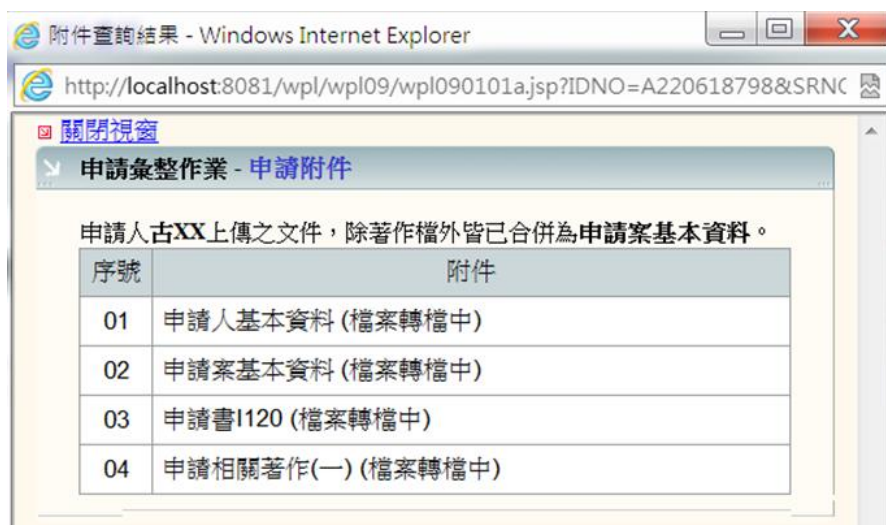 附件查詢結果 - Windows Internet Explorer
http://localhost:8081/wpl/wpl09/wpl090101a.jsp?IDNO=A220618798&SRNC
關閉視窗
申請彙整作業 - 申請附件
申請人古XX上傳之文件，除著作檔外皆已合併為申請案基本資料。
序號 附件
01 申請人基本資料 (檔案轉檔中)
02 申請案基本資料 (檔案轉檔中)
03 申請書I120 (檔案轉檔中)
04 申請相關著作(一) (檔案轉檔中)